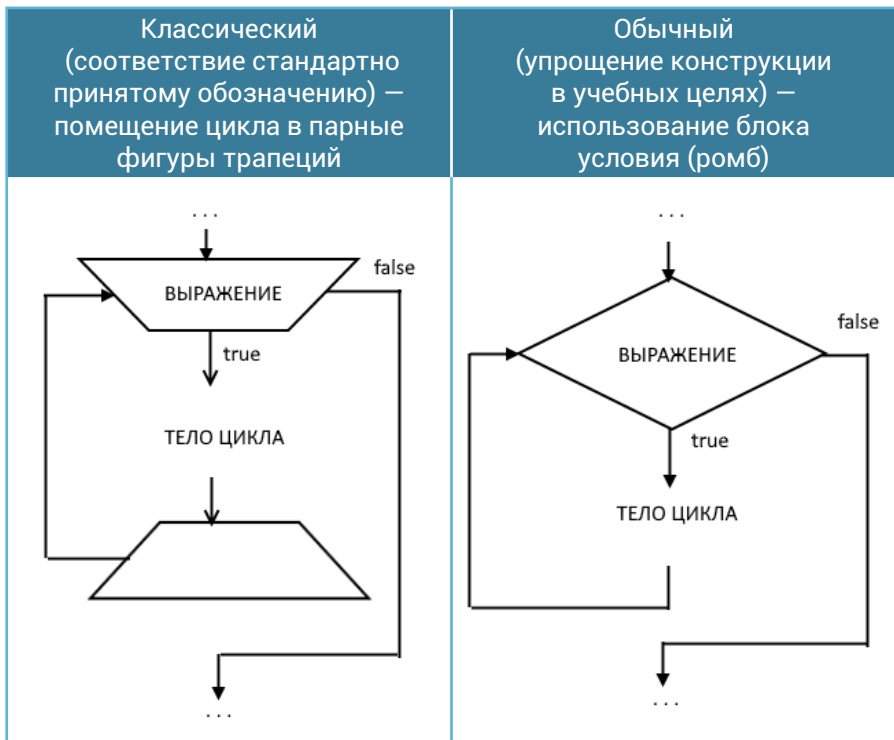 Классический
(соответствие стандартно
принятому обозначению) —
помещение цикла в парные
фигуры трапеций
Обычный
(упрощение конструкции
в учебных целях) —
использование блока
условия (ромб)
. . .
ВЫРАЖЕНИЕ
false
true
ТЕЛО ЦИКЛА
. . .
. . .
ВЫРАЖЕНИЕ
false
true
ТЕЛО ЦИКЛА
. . .